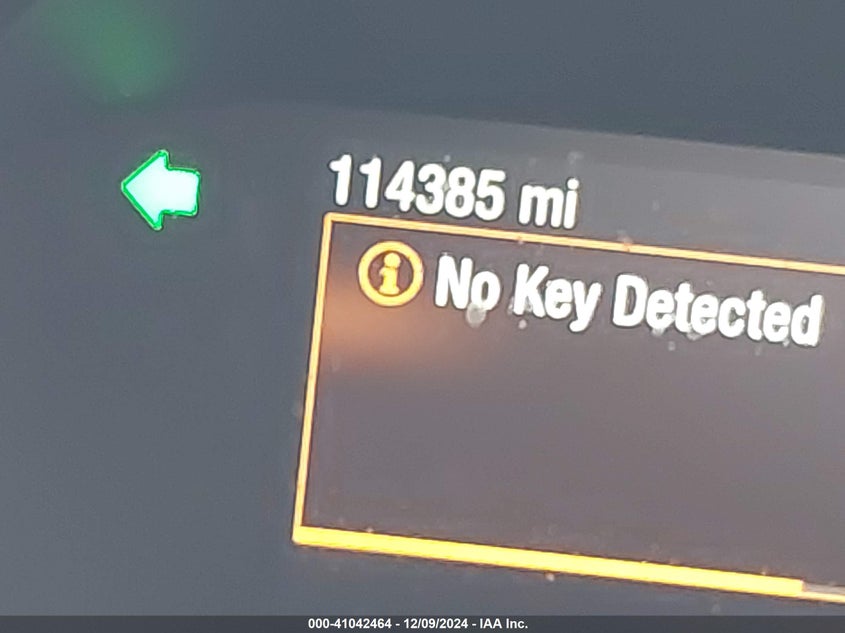 114385 mi
No Key Detected
000-41042464 - 12/09/2024 - IAA Inc.